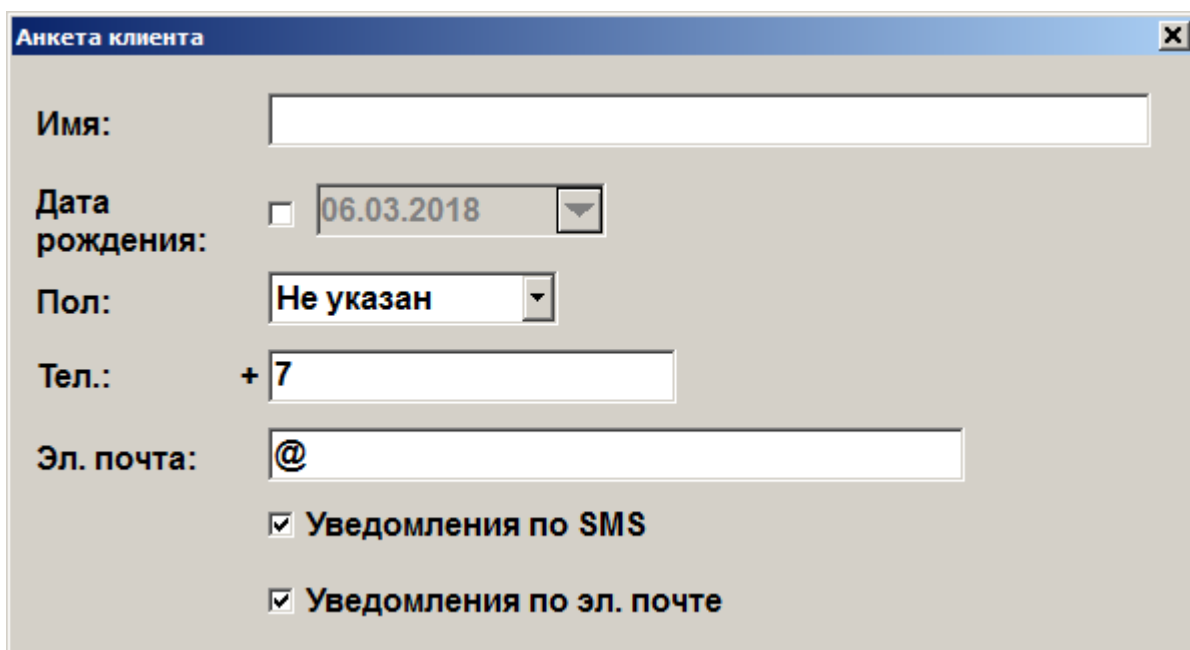 Анкета клиента
Имя:
Дата
рождения:
06.03.2018
Пол:
Не указан
Тел.:
+ 7
Эл. почта:
@
Уведомления по SMS
Уведомления по эл. почте